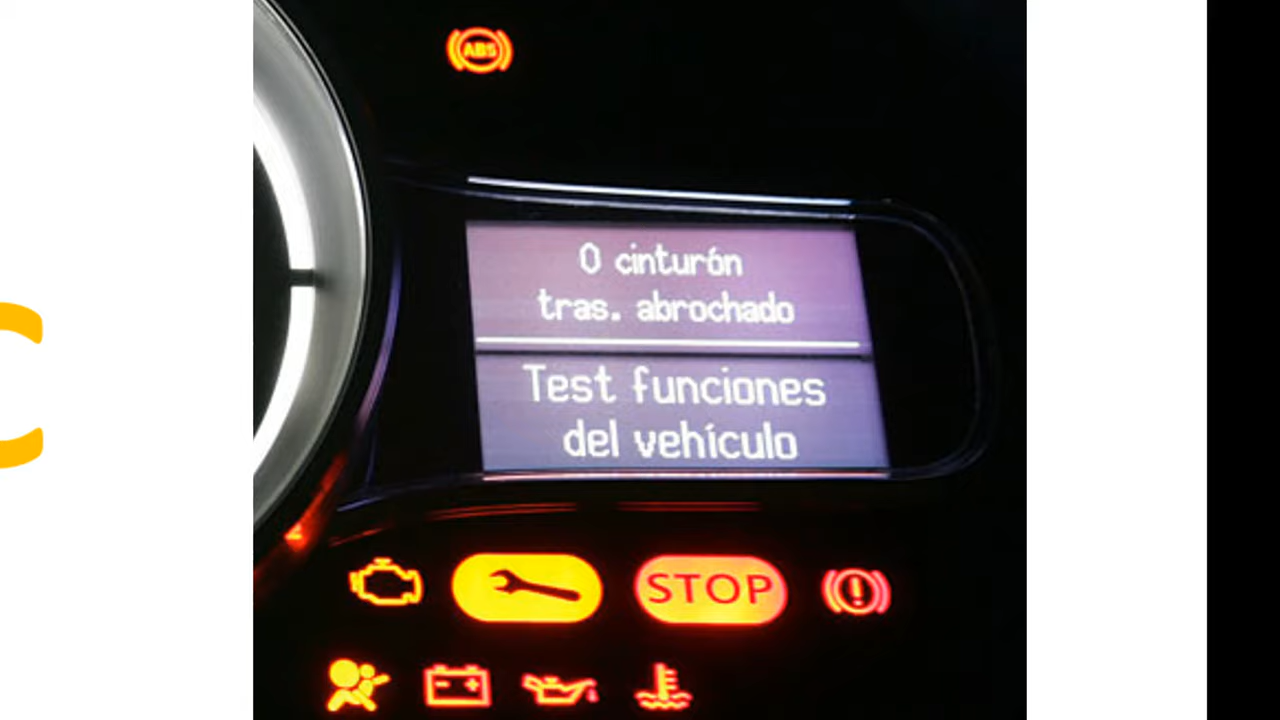 ABS
0 cinturón
tras. abrochado
Test funciones
del vehículo
STOP